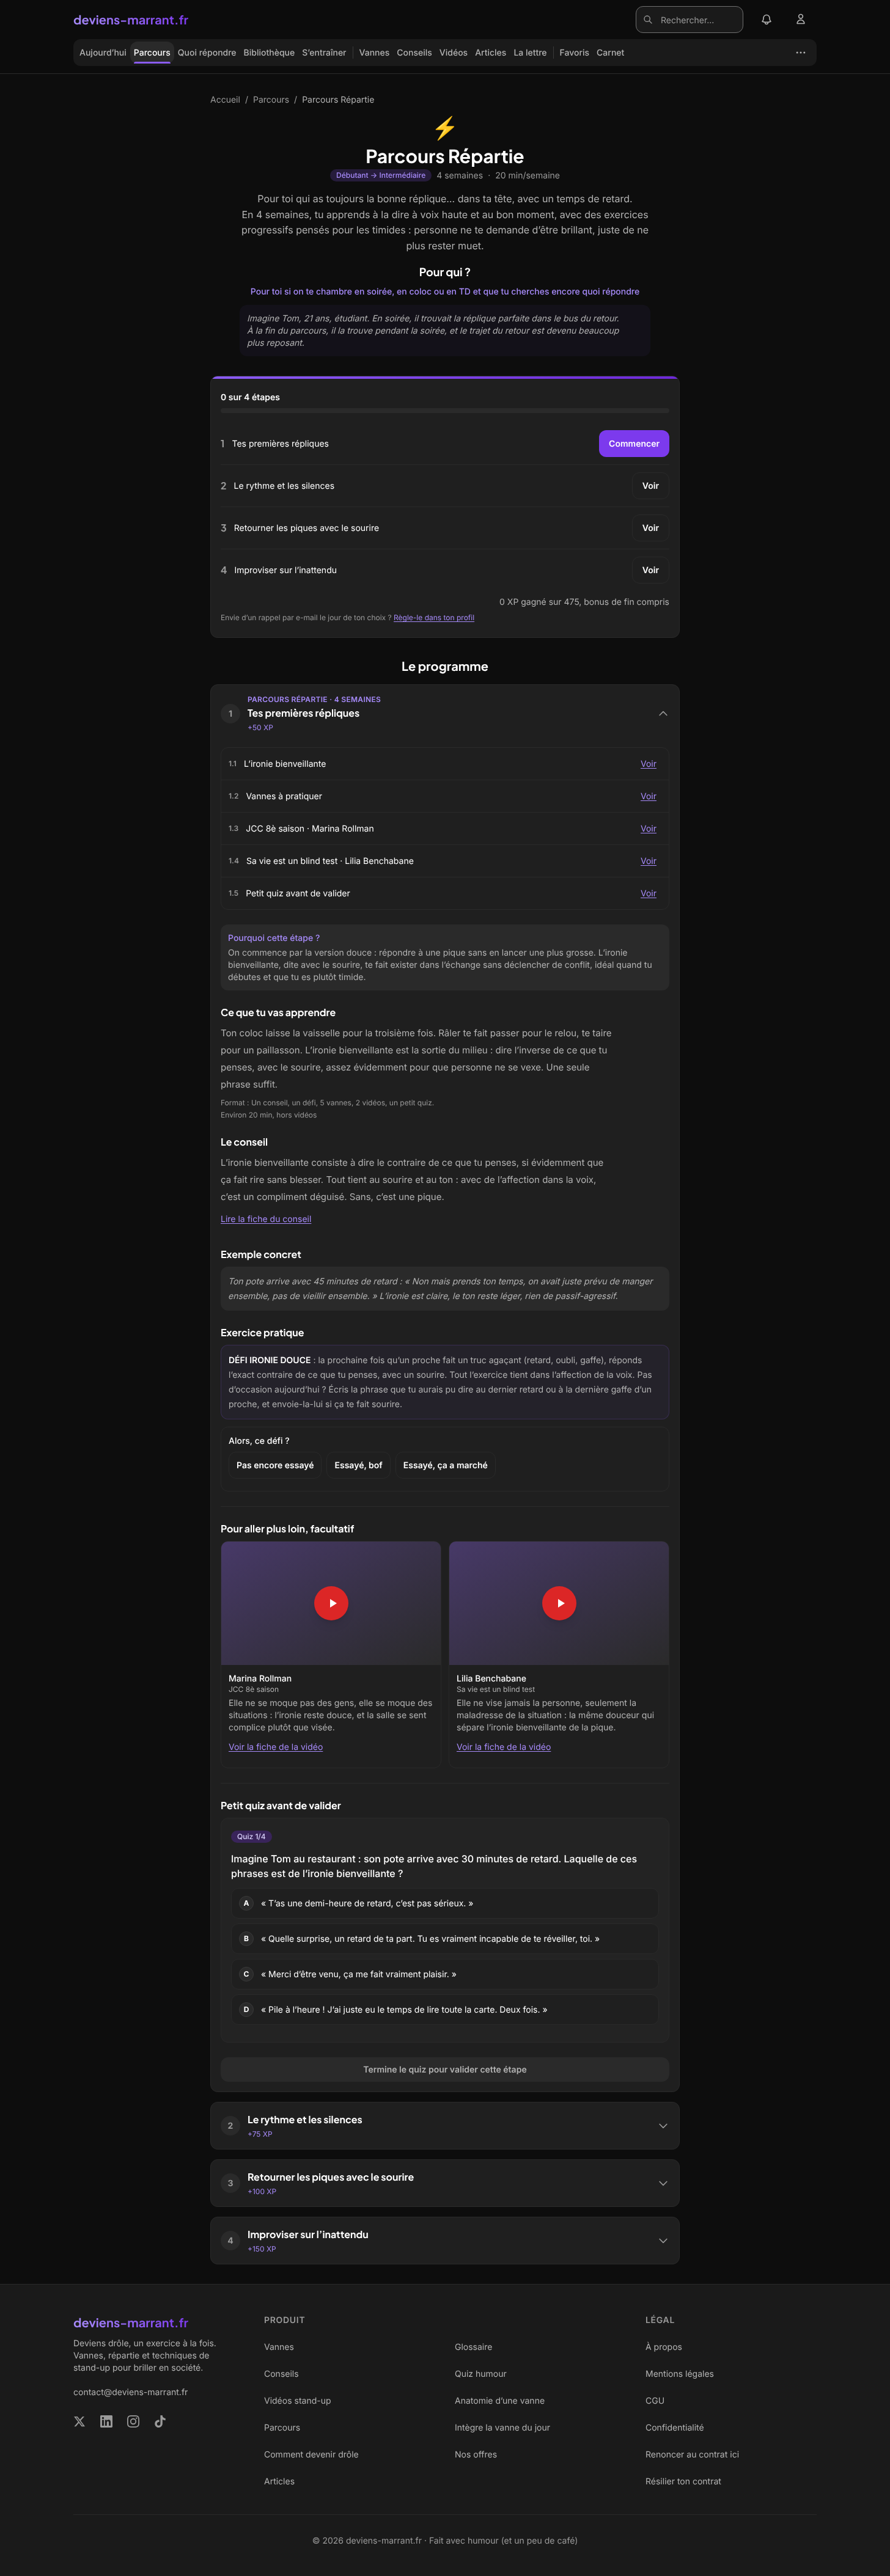 deviens-marrant.fr
Rechercher...
Aujourd'hui Parcours Quoi répondre Bibliothèque S'entraîner Vannes Conseils Vidéos Articles La lettre Favoris Carnet
Accueil / Parcours / Parcours Répartie
Parcours Répartie
Débutant → Intermédiaire 4 semaines · 20 min/semaine
Pour toi qui as toujours la bonne réplique... dans ta tête, avec un temps de retard.
En 4 semaines, tu apprends à la dire à voix haute et au bon moment, avec des exercices
progressifs pensés pour les timides : personne ne te demande d'être brillant, juste de ne
plus rester muet.
Pour qui ?
Pour toi si on te chambre en soirée, en coloc ou en TD et que tu cherches encore quoi répondre
Imagine Tom, 21 ans, étudiant. En soirée, il trouvait la réplique parfaite dans le bus du retour.
À la fin du parcours, il la trouve pendant la soirée, et le trajet du retour est devenu beaucoup
plus reposant.
0 sur 4 étapes
1 Tes premières répliques Commencer
2 Le rythme et les silences Voir
3 Retourner les piques avec le sourire Voir
4 Improviser sur l'inattendu Voir
0 XP gagné sur 475, bonus de fin compris
Envie d'un rappel par e-mail le jour de ton choix ? Règle-le dans ton profil
Le programme
PARCOURS RÉPARTIE · 4 SEMAINES
1 Tes premières répliques
+50 XP
1.1 L'ironie bienveillante Voir
1.2 Vannes à pratiquer Voir
1.3 JCC 8è saison · Marina Rollman Voir
1.4 Sa vie est un blind test · Lilia Benchabane Voir
1.5 Petit quiz avant de valider Voir
Pourquoi cette étape ?
On commence par la version douce : répondre à une pique sans en lancer une plus grosse. L'ironie
bienveillante, dite avec le sourire, te fait exister dans l'échange sans déclencher de conflit, idéal quand tu
débutes et que tu es plutôt timide.
Ce que tu vas apprendre
Ton coloc laisse la vaisselle pour la troisième fois. Râler te fait passer pour le relou, te taire
pour un paillasson. L'ironie bienveillante est la sortie du milieu : dire l'inverse de ce que tu
penses, avec le sourire, assez évidemment pour que personne ne se vexe. Une seule
phrase suffit.
Format : Un conseil, un défi, 5 vannes, 2 vidéos, un petit quiz.
Environ 20 min, hors vidéos
Le conseil
L'ironie bienveillante consiste à dire le contraire de ce que tu penses, si évidemment que
ça fait rire sans blesser. Tout tient au sourire et au ton : avec de l'affection dans la voix,
c'est un compliment déguisé. Sans, c'est une pique.
Lire la fiche du conseil
Exemple concret
Ton pote arrive avec 45 minutes de retard : « Non mais prends ton temps, on avait juste prévu de manger
ensemble, pas de vieillir ensemble. » L'ironie est claire, le ton reste léger, rien de passif-agressif.
Exercice pratique
DÉFI IRONIE DOUCE : la prochaine fois qu'un proche fait un truc agaçant (retard, oubli, gaffe), réponds
l'exact contraire de ce que tu penses, avec un sourire. Tout l'exercice tient dans l'affection de la voix. Pas
d'occasion aujourd'hui ? Écris la phrase que tu aurais pu dire au dernier retard ou à la dernière gaffe d'un
proche, et envoie-la-lui si ça te fait sourire.
Alors, ce défi ?
Pas encore essayé Essayé, bof Essayé, ça a marché
Pour aller plus loin, facultatif
Marina Rollman
JCC 8è saison
Elle ne se moque pas des gens, elle se moque des
situations : l'ironie reste douce, et la salle se sent
complice plutôt que visée.
Voir la fiche de la vidéo
Lilia Benchabane
Sa vie est un blind test
Elle ne vise jamais la personne, seulement la
maladresse de la situation : la même douceur qui
sépare l'ironie bienveillante de la pique.
Voir la fiche de la vidéo
Petit quiz avant de valider
Quiz 1/4
Imagine Tom au restaurant : son pote arrive avec 30 minutes de retard. Laquelle de ces
phrases est de l'ironie bienveillante ?
A « T'as une demi-heure de retard, c'est pas sérieux. »
B « Quelle surprise, un retard de ta part. Tu es vraiment incapable de te réveiller, toi. »
C « Merci d'être venu, ça me fait vraiment plaisir. »
D « Pile à l'heure ! J'ai juste eu le temps de lire toute la carte. Deux fois. »
Termine le quiz pour valider cette étape
2 Le rythme et les silences
+75 XP
3 Retourner les piques avec le sourire
+100 XP
4 Improviser sur l'inattendu
+150 XP
deviens-marrant.fr
Deviens drôle, un exercice à la fois.
Vannes, répartie et techniques de
stand-up pour briller en société.
contact@deviens-marrant.fr
PRODUIT
Vannes
Conseils
Vidéos stand-up
Parcours
Comment devenir drôle
Articles
Glossaire
Quiz humour
Anatomie d'une vanne
Intègre la vanne du jour
Nos offres
LÉGAL
À propos
Mentions légales
CGU
Confidentialité
Renoncer au contrat ici
Résilier ton contrat
© 2026 deviens-marrant.fr · Fait avec humour (et un peu de café)